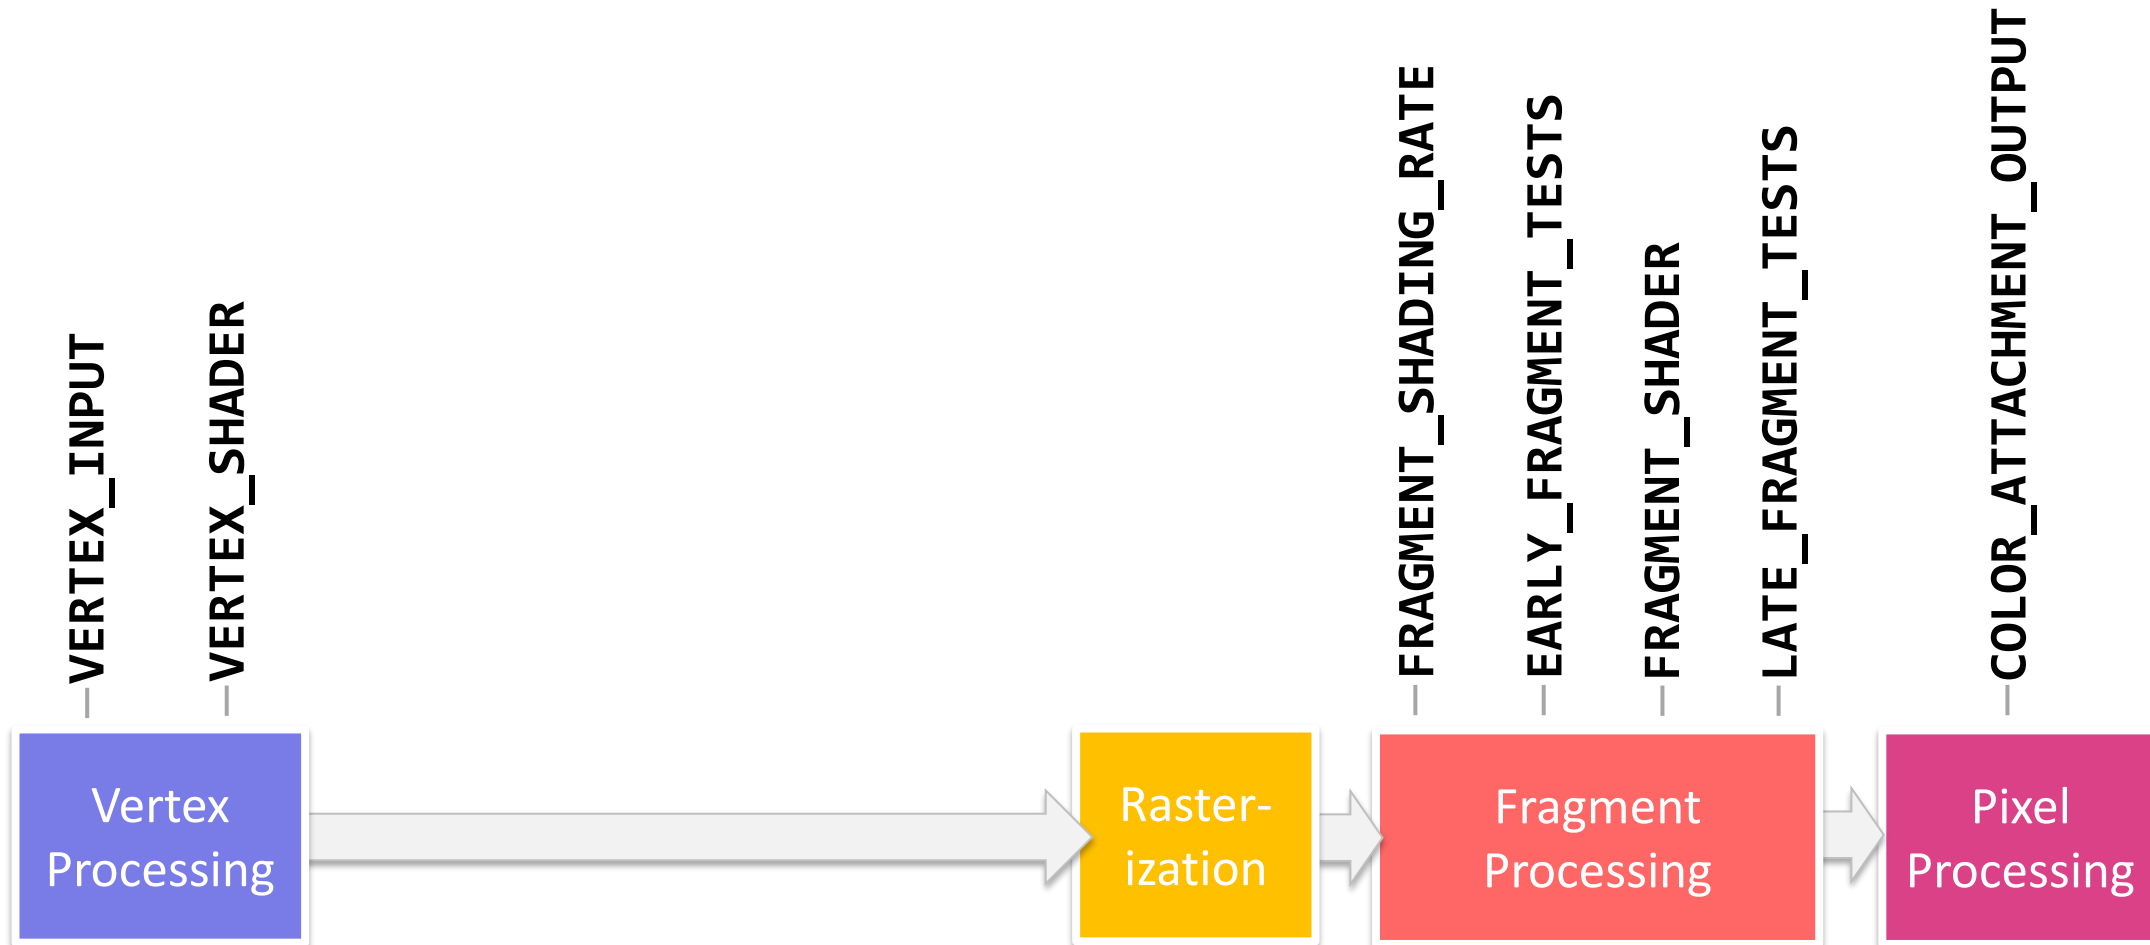 VERTEX_INPUT
VERTEX_SHADER
FRAGMENT_SHADING_RATE
EARLY_FRAGMENT_TESTS
FRAGMENT_SHADER
LATE_FRAGMENT_TESTS
COLOR_ATTACHMENT_OUTPUT
Vertex
Processing
Raster-
ization
Fragment
Processing
Pixel
Processing